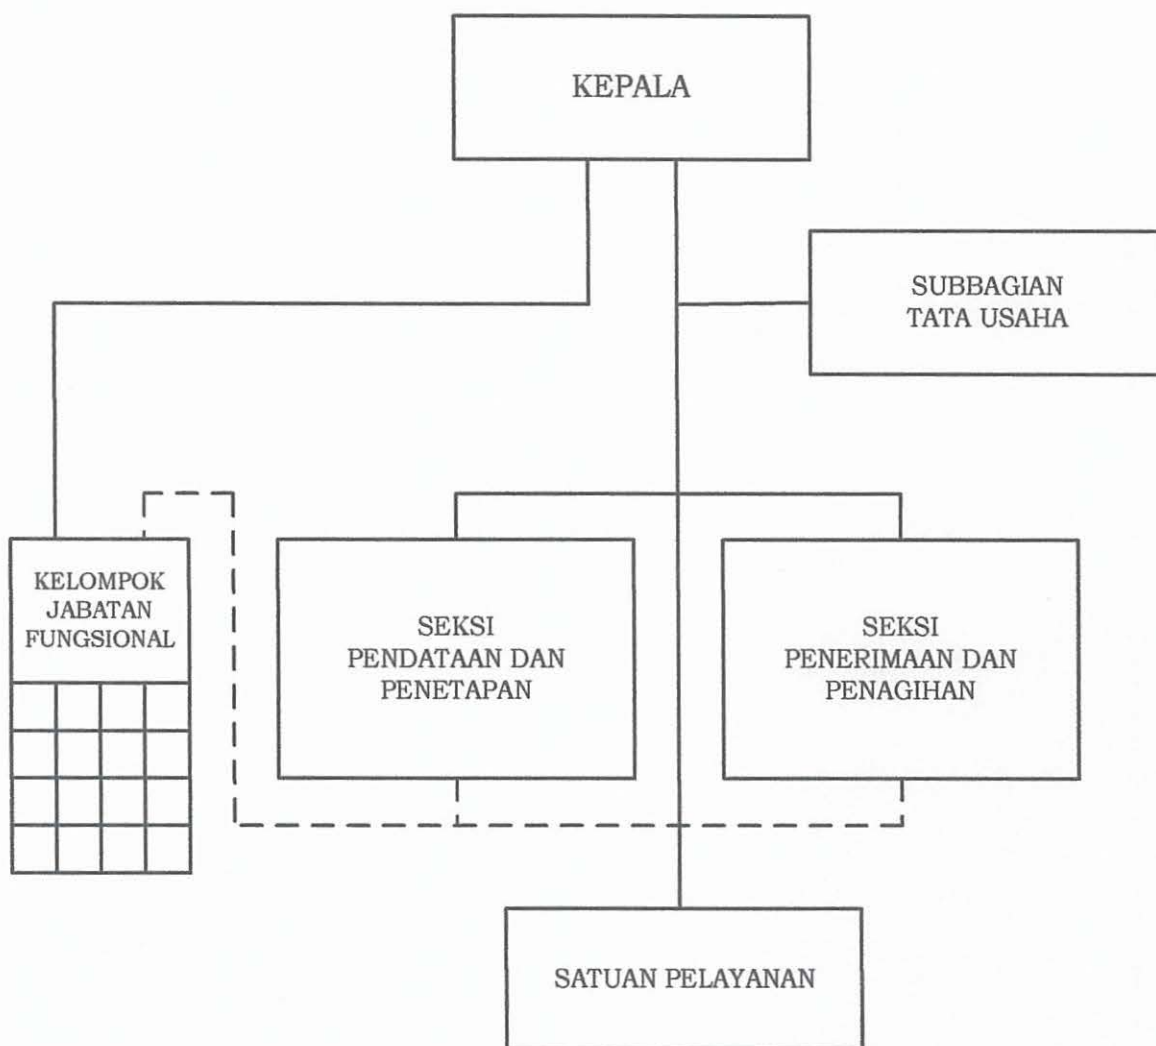 KEPALA
SUBBAGIAN
TATA USAHA
KELOMPOK
JABATAN
FUNGSIONAL
SEKSI
PENDATAAN DAN
PENETAPAN
SEKSI
PENERIMAAN DAN
PENAGIHAN
SATUAN PELAYANAN